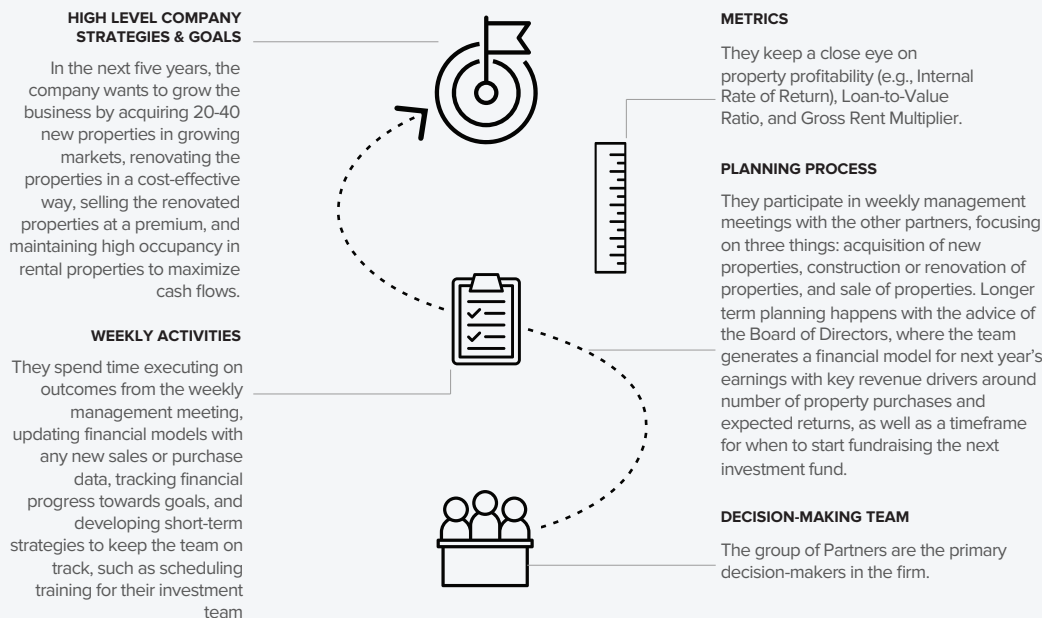 HIGH LEVEL COMPANY
STRATEGIES & GOALS
In the next five years, the
company wants to grow the
business by acquiring 20-40
new properties in growing
markets, renovating the
properties in a cost-effective
way, selling the renovated
properties at a premium, and
maintaining high occupancy in
rental properties to maximize
cash flows.
WEEKLY ACTIVITIES
They spend time executing on
outcomes from the weekly
management meeting,
updating financial models with
any new sales or purchase
data, tracking financial
progress towards goals, and
developing short-term
strategies to keep the team on
track, such as scheduling
training for their investment
team
METRICS
They keep a close eye on
property profitability (e.g., Internal
Rate of Return), Loan-to-Value
Ratio, and Gross Rent Multiplier.
PLANNING PROCESS
They participate in weekly management
meetings with the other partners, focusing
on three things: acquisition of new
properties, construction or renovation of
properties, and sale of properties. Longer
term planning happens with the advice of
the Board of Directors, where the team
generates a financial model for next year's
earnings with key revenue drivers around
number of property purchases and
expected returns, as well as a timeframe
for when to start fundraising the next
investment fund.
DECISION-MAKING TEAM
The group of Partners are the primary
decision-makers in the firm.